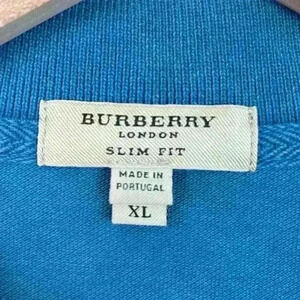 BURBERRY
LONDON
SLIM FIT
MADE IN
PORTUGAL
XL